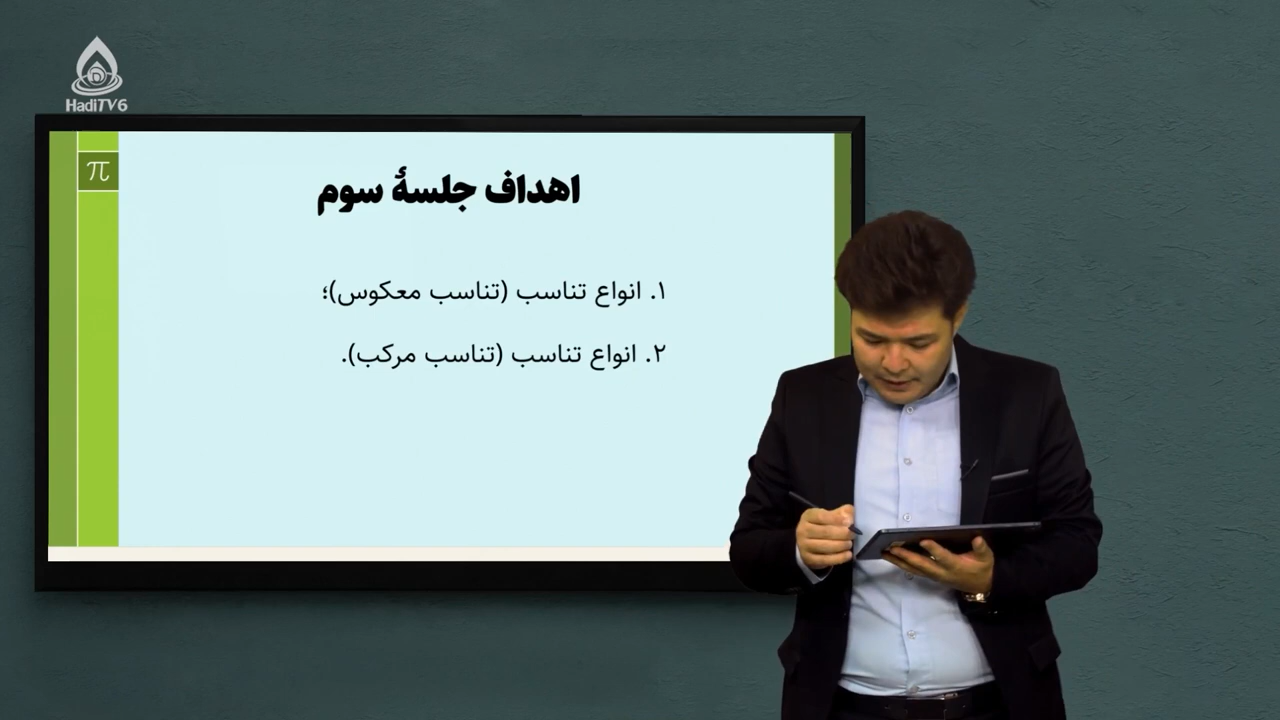 HadiTV6
π
اهداف جلسهٔ سوم
۱. انواع تناسب (تناسب معکوس)؛
۲. انواع تناسب (تناسب مرکب).